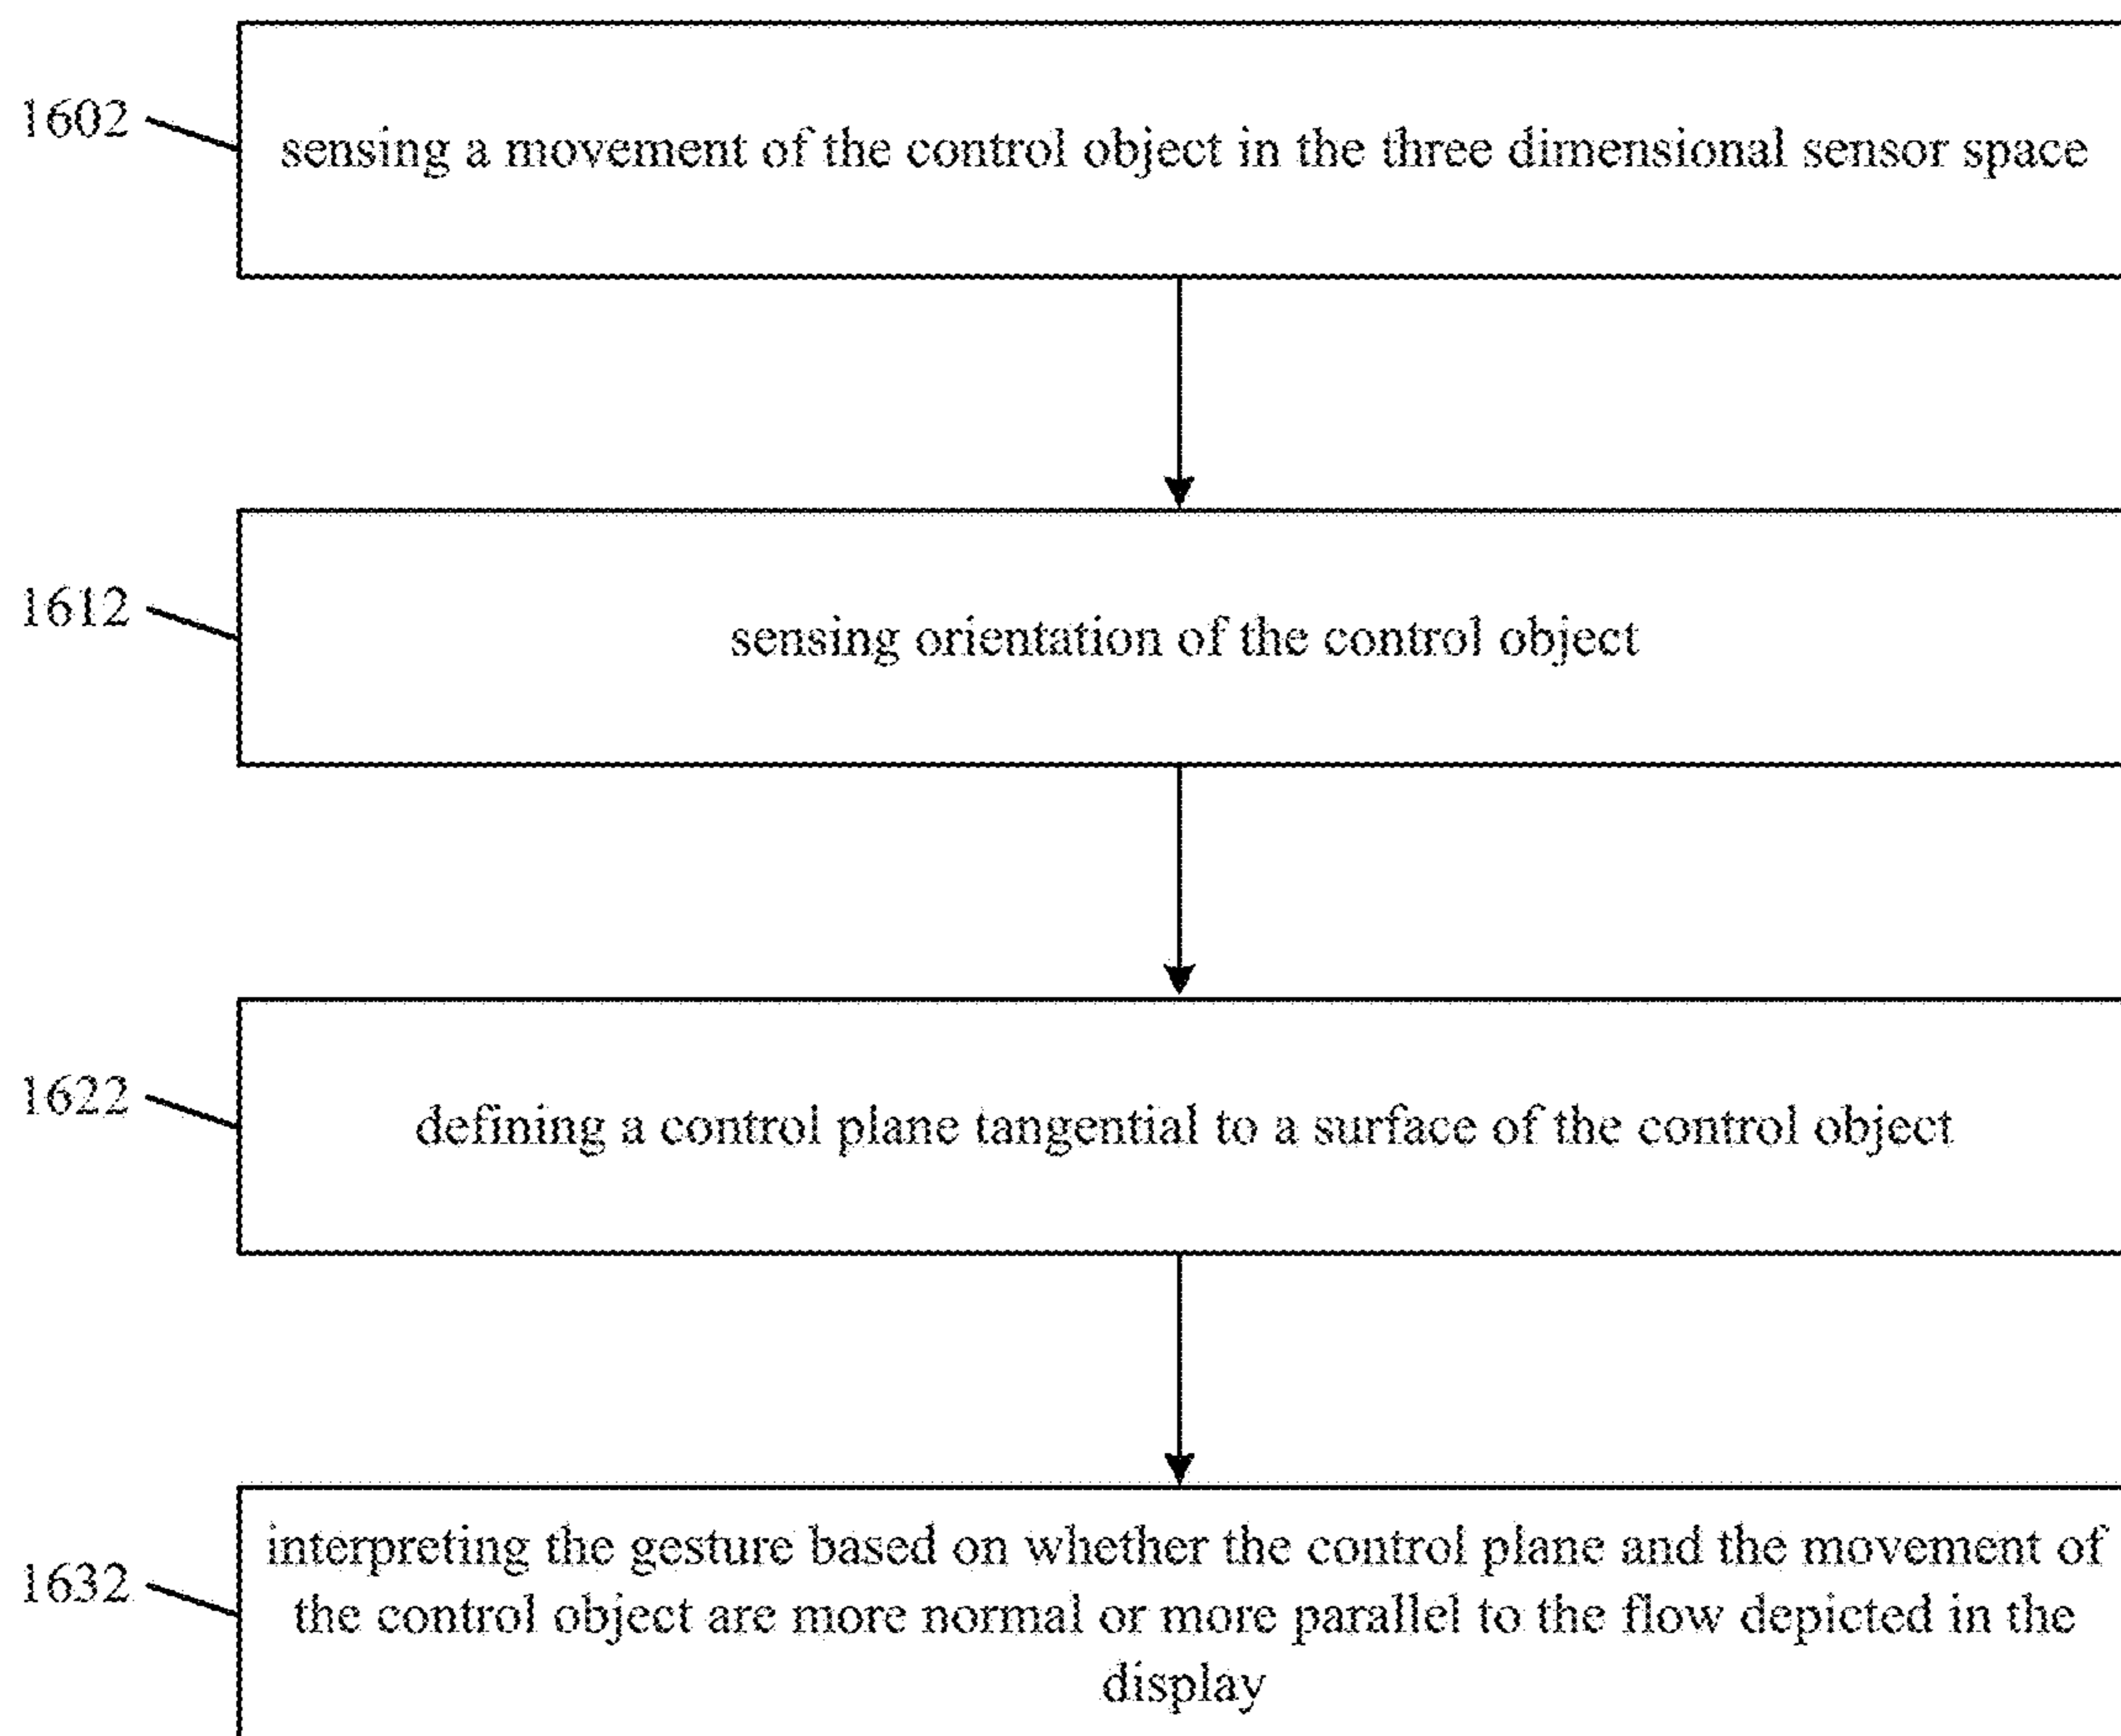 1602
sensing a movement of the control object in the three dimensional sensor space
1612
sensing orientation of the control object
1622
defining a control plane tangential to a surface of the control object
1632
interpreting the gesture based on whether the control plane and the movement of
the control object are more normal or more parallel to the flow depicted in the
display